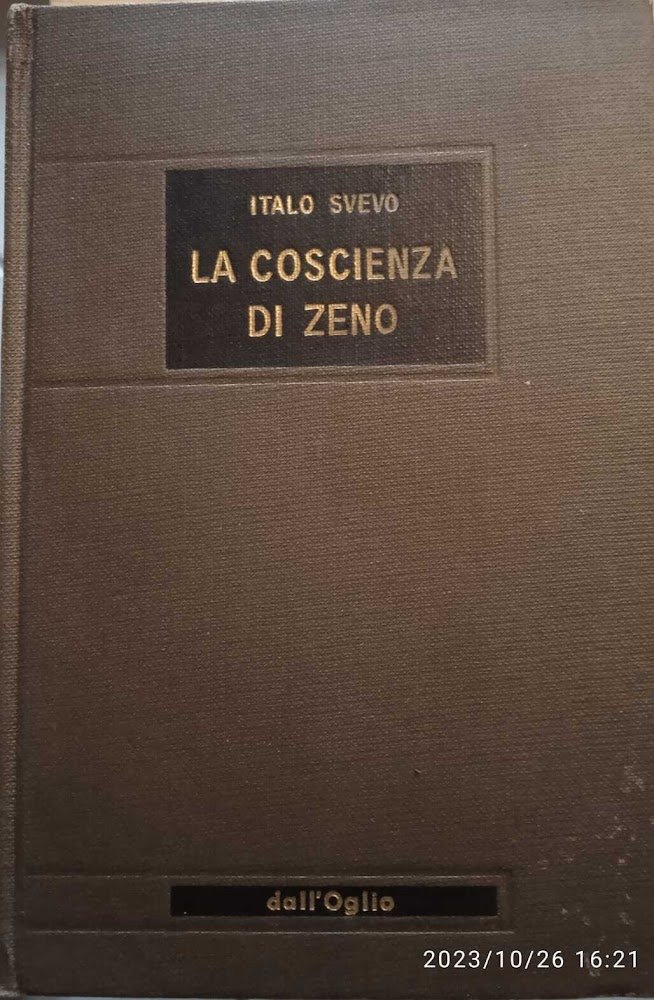 ITALO SVEVO
LA COSCIENZA
DI ZENO
dall'Oglio
2023/10/26 16:21